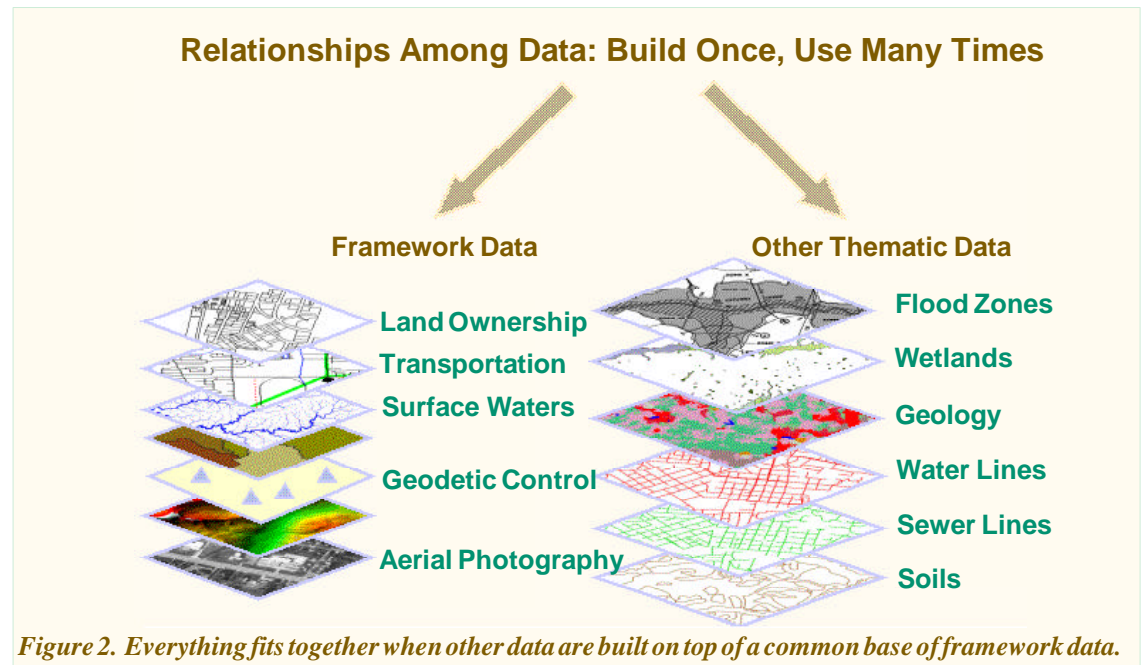 Relationships Among Data: Build Once, Use Many Times
Framework Data
Land Ownership
Transportation
Surface Waters
Geodetic Control
Aerial Photography
Other Thematic Data
Flood Zones
Wetlands
Geology
Water Lines
Sewer Lines
Soils
Figure 2. Everything fits together when other data are built on top of a common base of framework data.